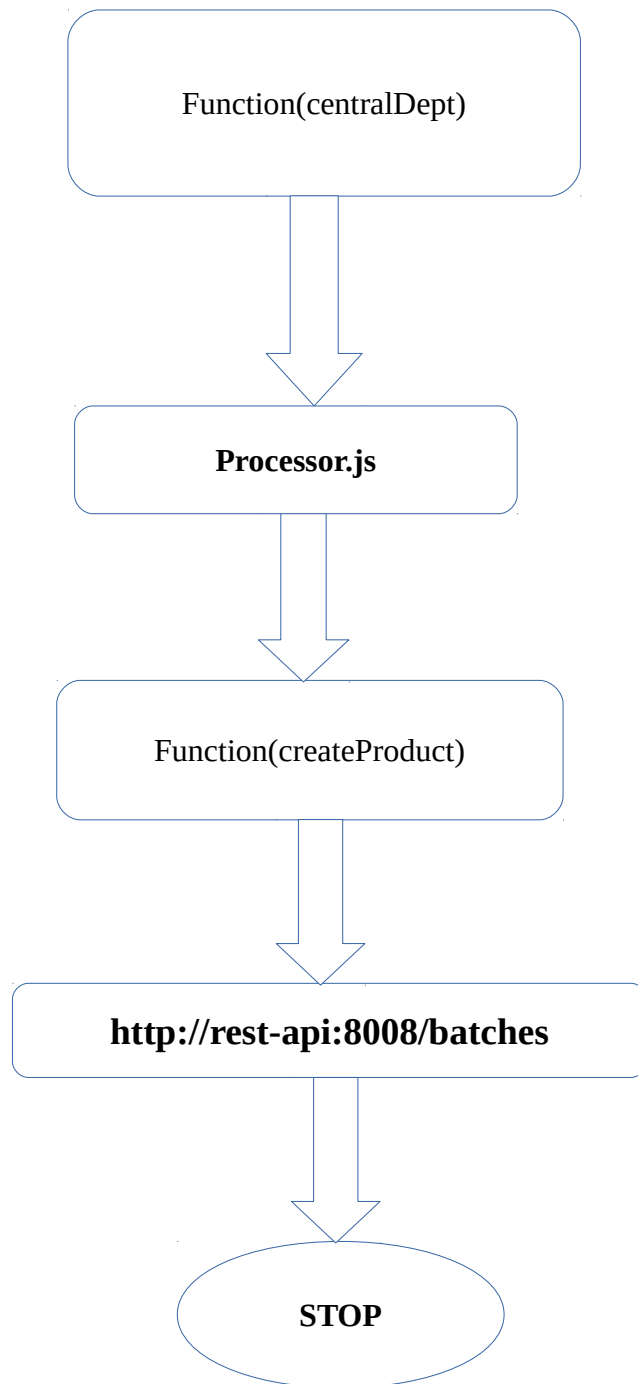 Function(centralDept)
Processor.js
Function(createProduct)
http://rest-api:8008/batches
STOP